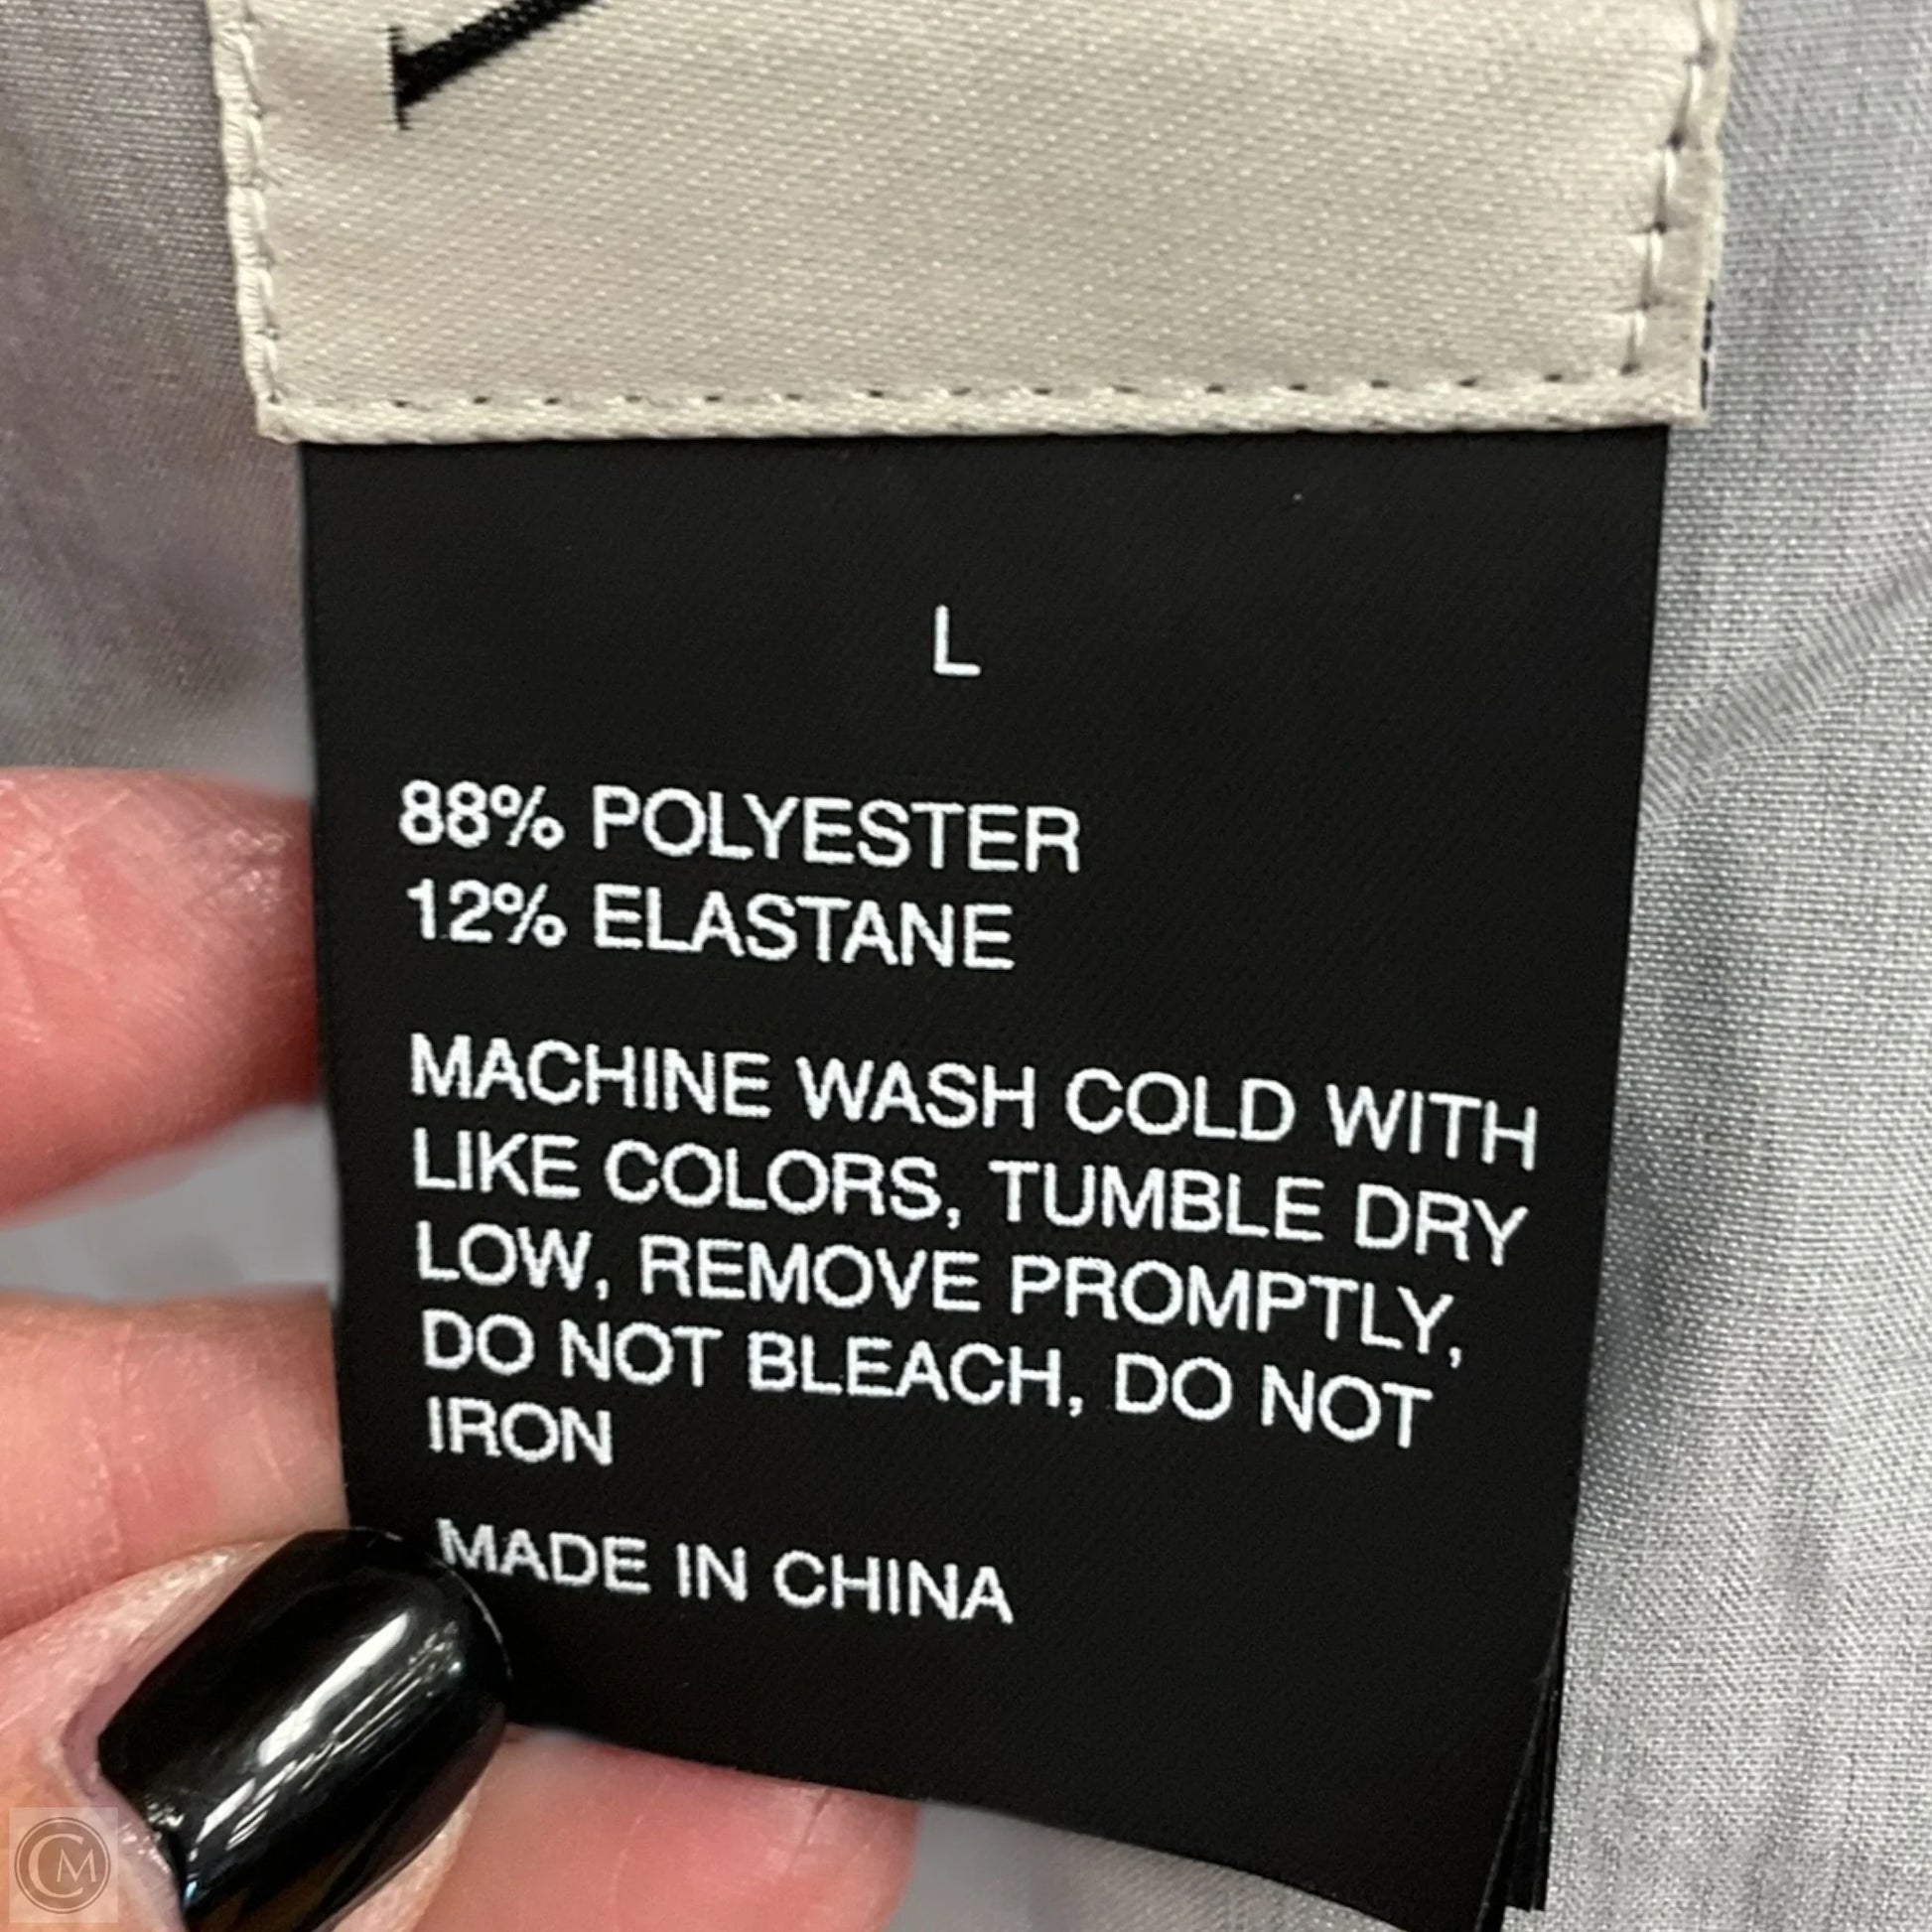 L
88% POLYESTER
12% ELASTANE
MACHINE WASH COLD WITH
LIKE COLORS, TUMBLE DRY
LOW, REMOVE PROMPTLY,
DO NOT BLEACH, DO NOT
IRON
MADE IN CHINA
CM